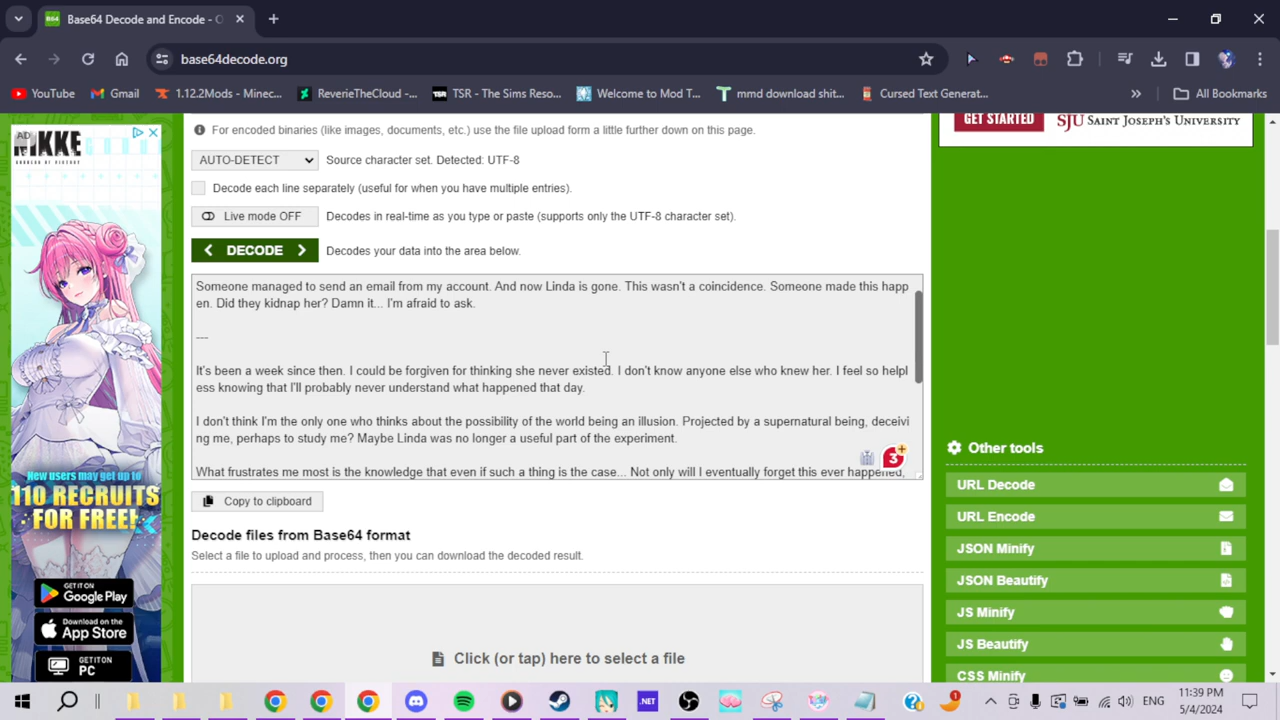 Base64 Decode and Encode - O
base64decode.org
YouTube
Gmail
1.12.2Mods - Minec...
ReverieTheCloud -...
TSR - The Sims Reso...
Welcome to Mod T...
mmd download shit...
Cursed Text Generat...
All Bookmarks
For encoded binaries (like images, documents, etc.) use the file upload form a little further down on this page.
AUTO-DETECT
Source character set. Detected: UTF-8
Decode each line separately (useful for when you have multiple entries).
Live mode OFF
Decodes in real-time as you type or paste (supports only the UTF-8 character set).
DECODE
Decodes your data into the area below.
Someone managed to send an email from my account. And now Linda is gone. This wasn't a coincidence. Someone made this happ
en. Did they kidnap her? Damn it... I'm afraid to ask.
---
It's been a week since then. I could be forgiven for thinking she never existed. I don't know anyone else who knew her. I feel so helpl
ess knowing that I'll probably never understand what happened that day.
I don't think I'm the only one who thinks about the possibility of the world being an illusion. Projected by a supernatural being, deceivi
ng me, perhaps to study me? Maybe Linda was no longer a useful part of the experiment.
What frustrates me most is the knowledge that even if such a thing is the case... Not only will I eventually forget this ever happened,
3
Copy to clipboard
Decode files from Base64 format
Select a file to upload and process, then you can download the decoded result.
Click (or tap) here to select a file
AD
NIKKE
New users may get up to
110 RECRUITS
FOR FREE!
GET IT ON
Google Play
Download on the
App Store
GET IT ON
PC
GET STARTED
SJU SAINT JOSEPH'S UNIVERSITY
Other tools
URL Decode
URL Encode
JSON Minify
JSON Beautify
JS Minify
JS Beautify
CSS Minify
.NET
1
ENG
11:39 PM
5/4/2024